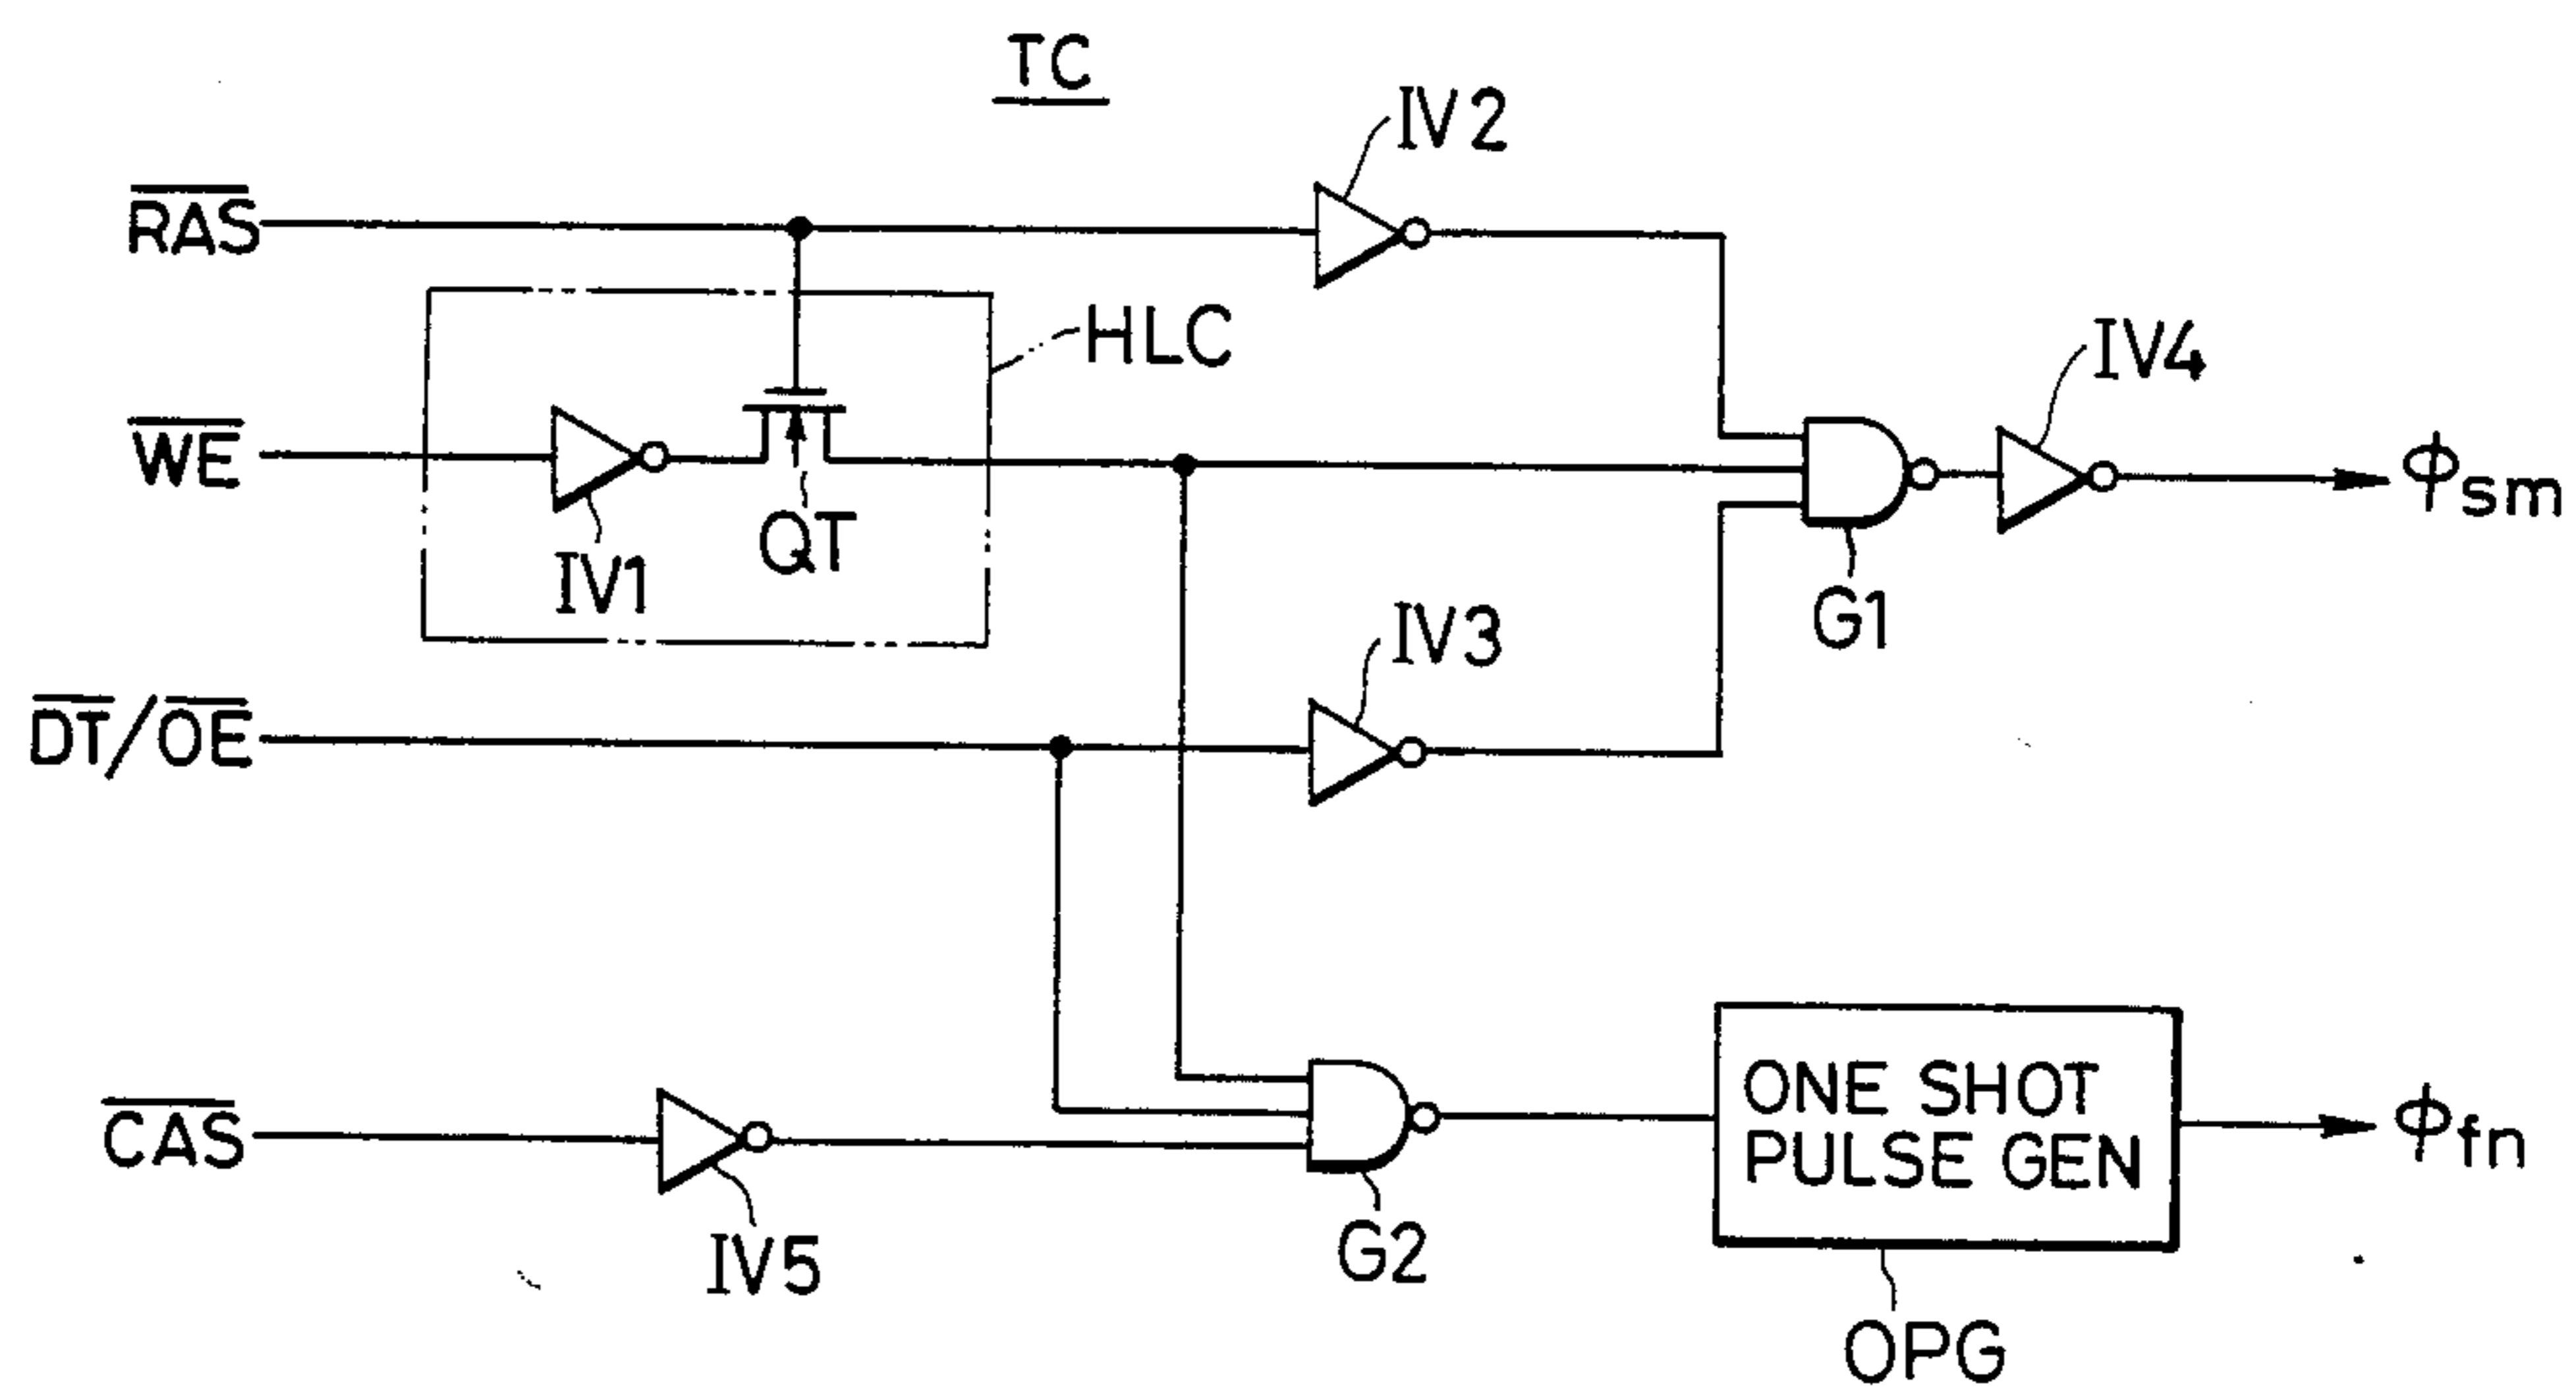 TC
IV2
RAS
HLC
IV4
WE
ϕsm
QT
IV1
G1
IV3
DT/OE
ONE SHOT
PULSE GEN
ϕfn
CAS
IV5
G2
OPG